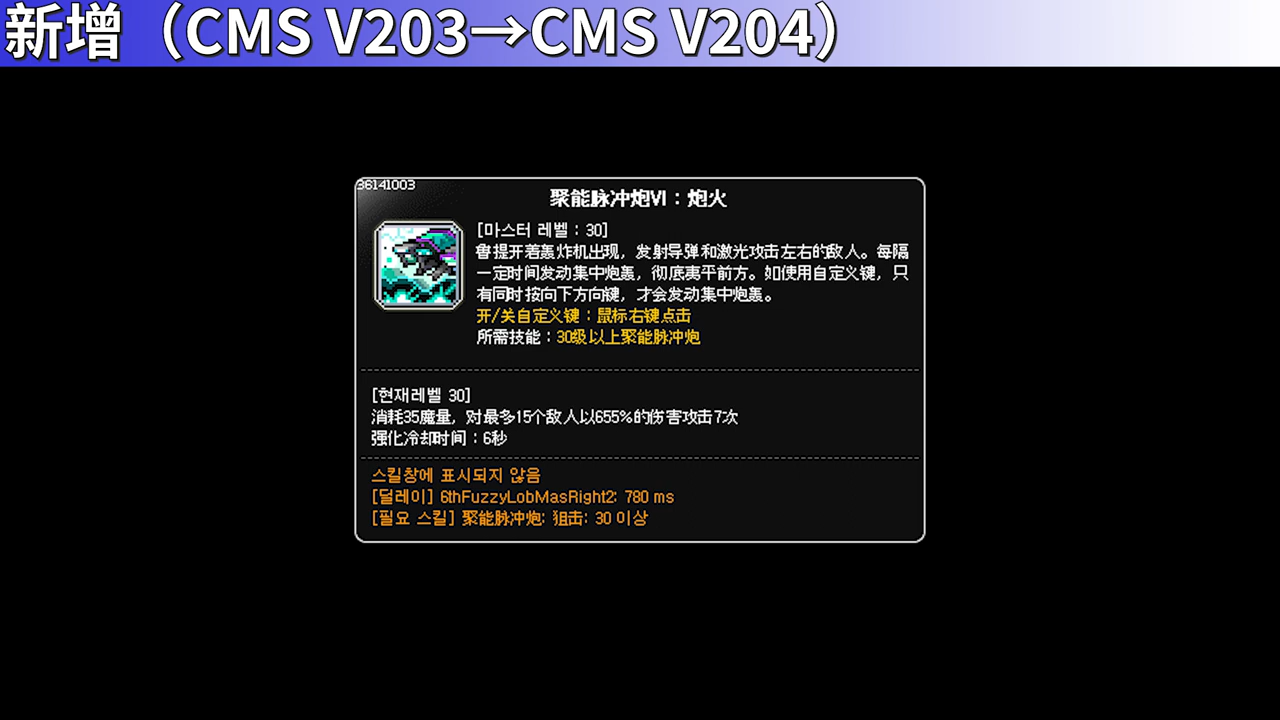 新增（CMS V203→CMS V204）
36141003
聚能脉冲炮VI：炮火
[마스터 레벨 : 30]
鲁提开着轰炸机出现，发射导弹和激光攻击左右的敌人。每隔
一定时间发动集中炮轰，彻底夷平前方。如使用自定义键，只
有同时按向下方向键，才会发动集中炮轰。
开/关自定义键：鼠标右键点击
所需技能：30级以上聚能脉冲炮
[현재레벨 30]
消耗35魔量，对最多15个敌人以655%的伤害攻击7次
强化冷却时间：6秒
스킬창에 표시되지 않음
[딜레이] 6thFuzzyLobMasRight2: 780 ms
[필요 스킬] 聚能脉冲炮: 狙击: 30 이상